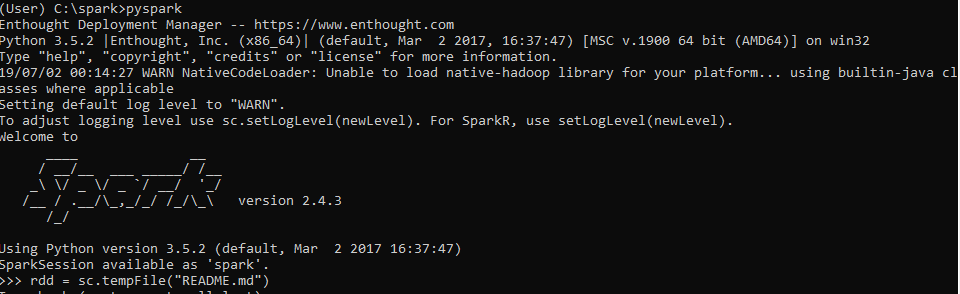 (User) C:\spark>pyspark
Enthought Deployment Manager -- https://www.enthought.com
Python 3.5.2 |Enthought, Inc. (x86_64)| (default, Mar  2 2017, 16:37:47) [MSC v.1900 64 bit (AMD64)] on win32
Type "help", "copyright", "credits" or "license" for more information.
19/07/02 00:14:27 WARN NativeCodeLoader: Unable to load native-hadoop library for your platform... using builtin-java cl
asses where applicable
Setting default log level to "WARN".
To adjust logging level use sc.setLogLevel(newLevel). For SparkR, use setLogLevel(newLevel).
Welcome to
      ____              __
     / __/__  ___ _____/ /__
    _\ \/ _ \/ _ `/ __/  '_/
   /__ / .__/\_,_/_/ /_/\_\   version 2.4.3
      /_/
Using Python version 3.5.2 (default, Mar  2 2017 16:37:47)
SparkSession available as 'spark'.
>>> rdd = sc.tempFile("README.md")